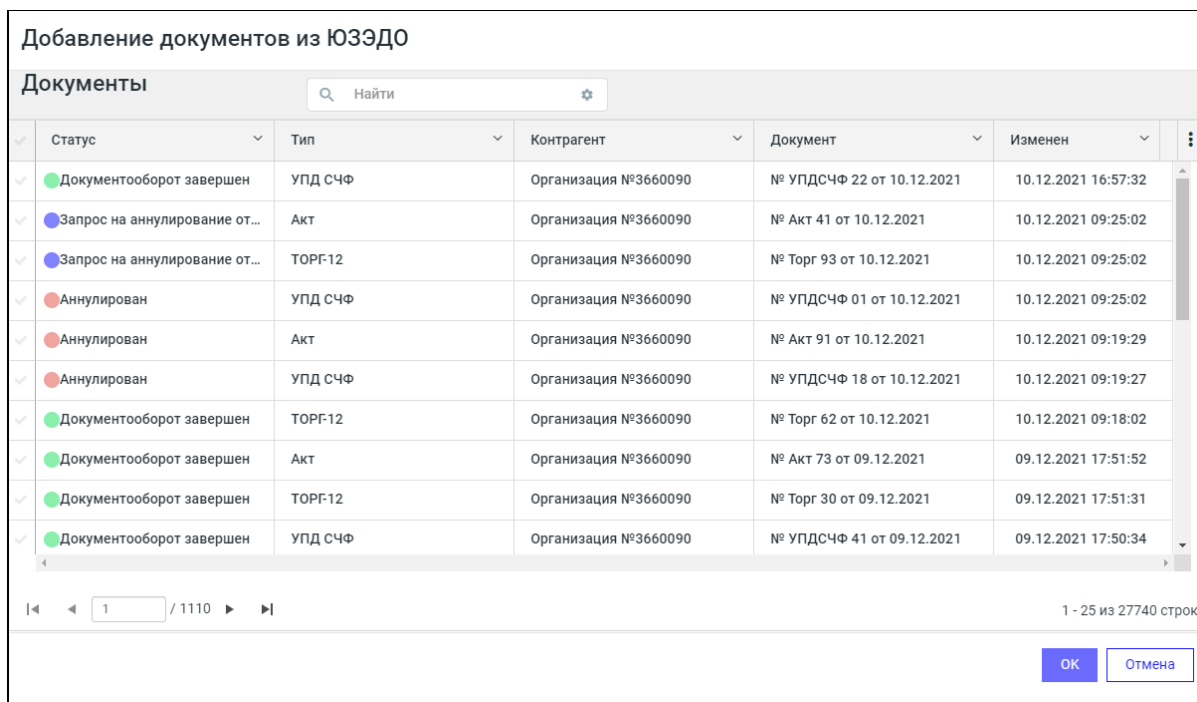 Добавление документов из ЮЗЭДО
Документы
Найти
Статус Тип Контрагент Документ Изменен
Документооборот завершен УПД СЧФ Организация №3660090 № УПДСЧФ 22 от 10.12.2021 10.12.2021 16:57:32
Запрос на аннулирование от... Акт Организация №3660090 № Акт 41 от 10.12.2021 10.12.2021 09:25:02
Запрос на аннулирование от... ТОРГ-12 Организация №3660090 № Торг 93 от 10.12.2021 10.12.2021 09:25:02
Аннулирован УПД СЧФ Организация №3660090 № УПДСЧФ 01 от 10.12.2021 10.12.2021 09:25:02
Аннулирован Акт Организация №3660090 № Акт 91 от 10.12.2021 10.12.2021 09:19:29
Аннулирован УПД СЧФ Организация №3660090 № УПДСЧФ 18 от 10.12.2021 10.12.2021 09:19:27
Документооборот завершен ТОРГ-12 Организация №3660090 № Торг 62 от 10.12.2021 10.12.2021 09:18:02
Документооборот завершен Акт Организация №3660090 № Акт 73 от 09.12.2021 09.12.2021 17:51:52
Документооборот завершен ТОРГ-12 Организация №3660090 № Торг 30 от 09.12.2021 09.12.2021 17:51:31
Документооборот завершен УПД СЧФ Организация №3660090 № УПДСЧФ 41 от 09.12.2021 09.12.2021 17:50:34
1 / 1110 1 - 25 из 27740 строк
ОК Отмена